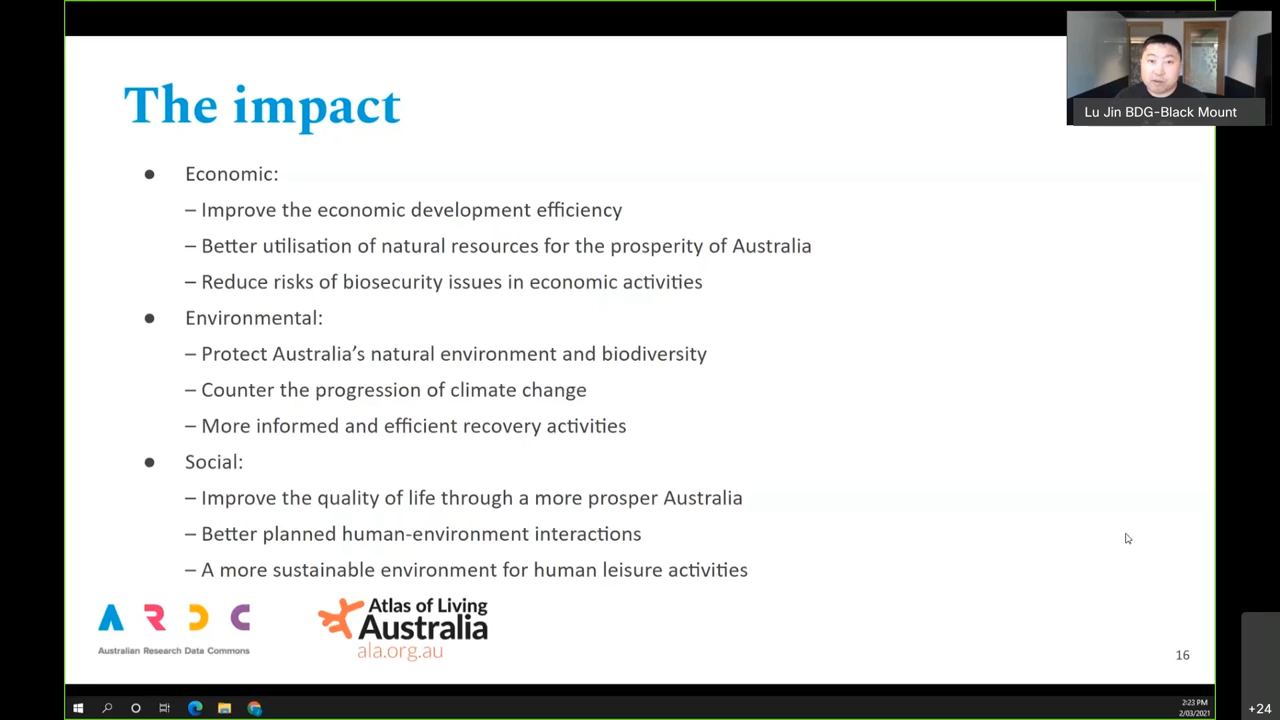 The impact
Lu Jin BDG-Black Mount
● Economic:
– Improve the economic development efficiency
– Better utilisation of natural resources for the prosperity of Australia
– Reduce risks of biosecurity issues in economic activities
● Environmental:
– Protect Australia’s natural environment and biodiversity
– Counter the progression of climate change
– More informed and efficient recovery activities
● Social:
– Improve the quality of life through a more prosper Australia
– Better planned human-environment interactions
– A more sustainable environment for human leisure activities
ARDC
Australian Research Data Commons
Atlas of Living
Australia
ala.org.au
16
2:23 PM
2/03/2021
+24